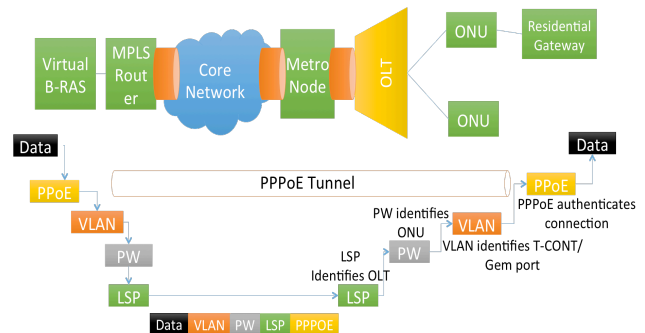 Virtual
B-RAS
MPLS
Rout
er
Core
Network
Metro
Node
OLT
ONU
Residential
Gateway
ONU
Data
PPoE
VLAN
PW
LSP
PPPoE Tunnel
LSP
Identifies OLT
LSP
PW identifies
ONU
PW
VLAN
VLAN identifies T-CONT/
Gem port
PPoE
PPPoE authenticates
connection
Data
Data VLAN PW LSP PPPOE